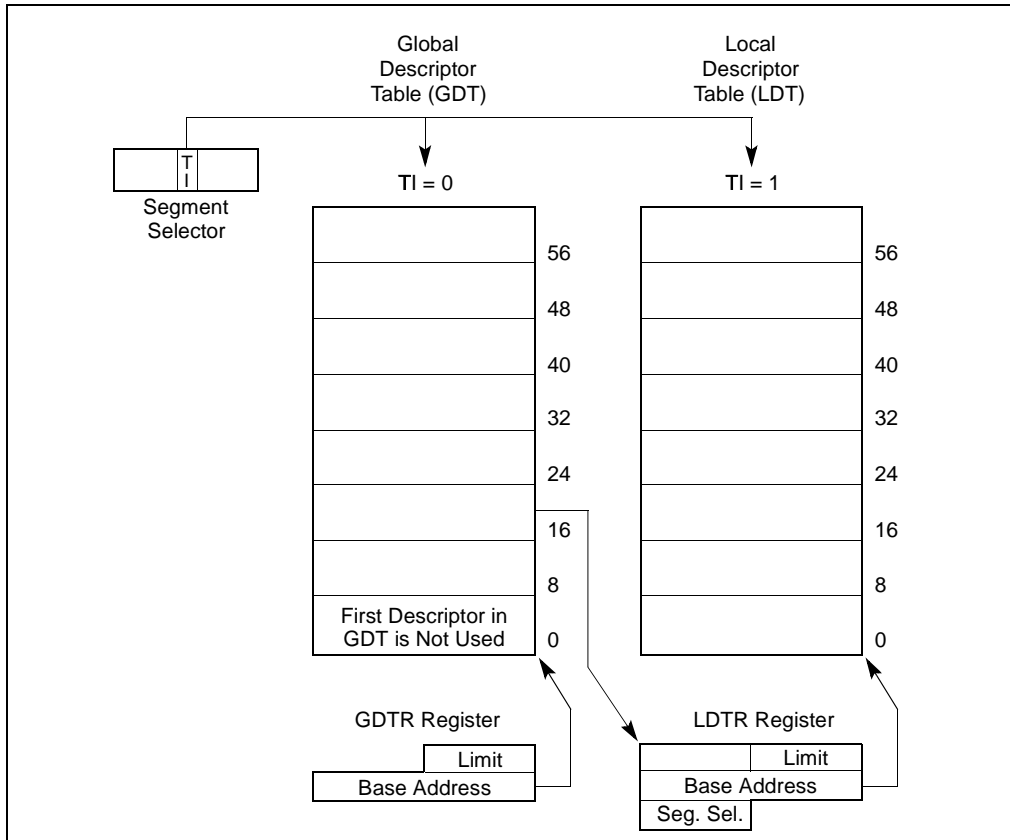 Global
Descriptor
Table (GDT)
Local
Descriptor
Table (LDT)
T
I
Segment
Selector
TI = 0
TI = 1
56
48
40
32
24
16
8
0
First Descriptor in
GDT is Not Used
56
48
40
32
24
16
8
0
GDTR Register
Limit
Base Address
LDTR Register
Limit
Base Address
Seg. Sel.